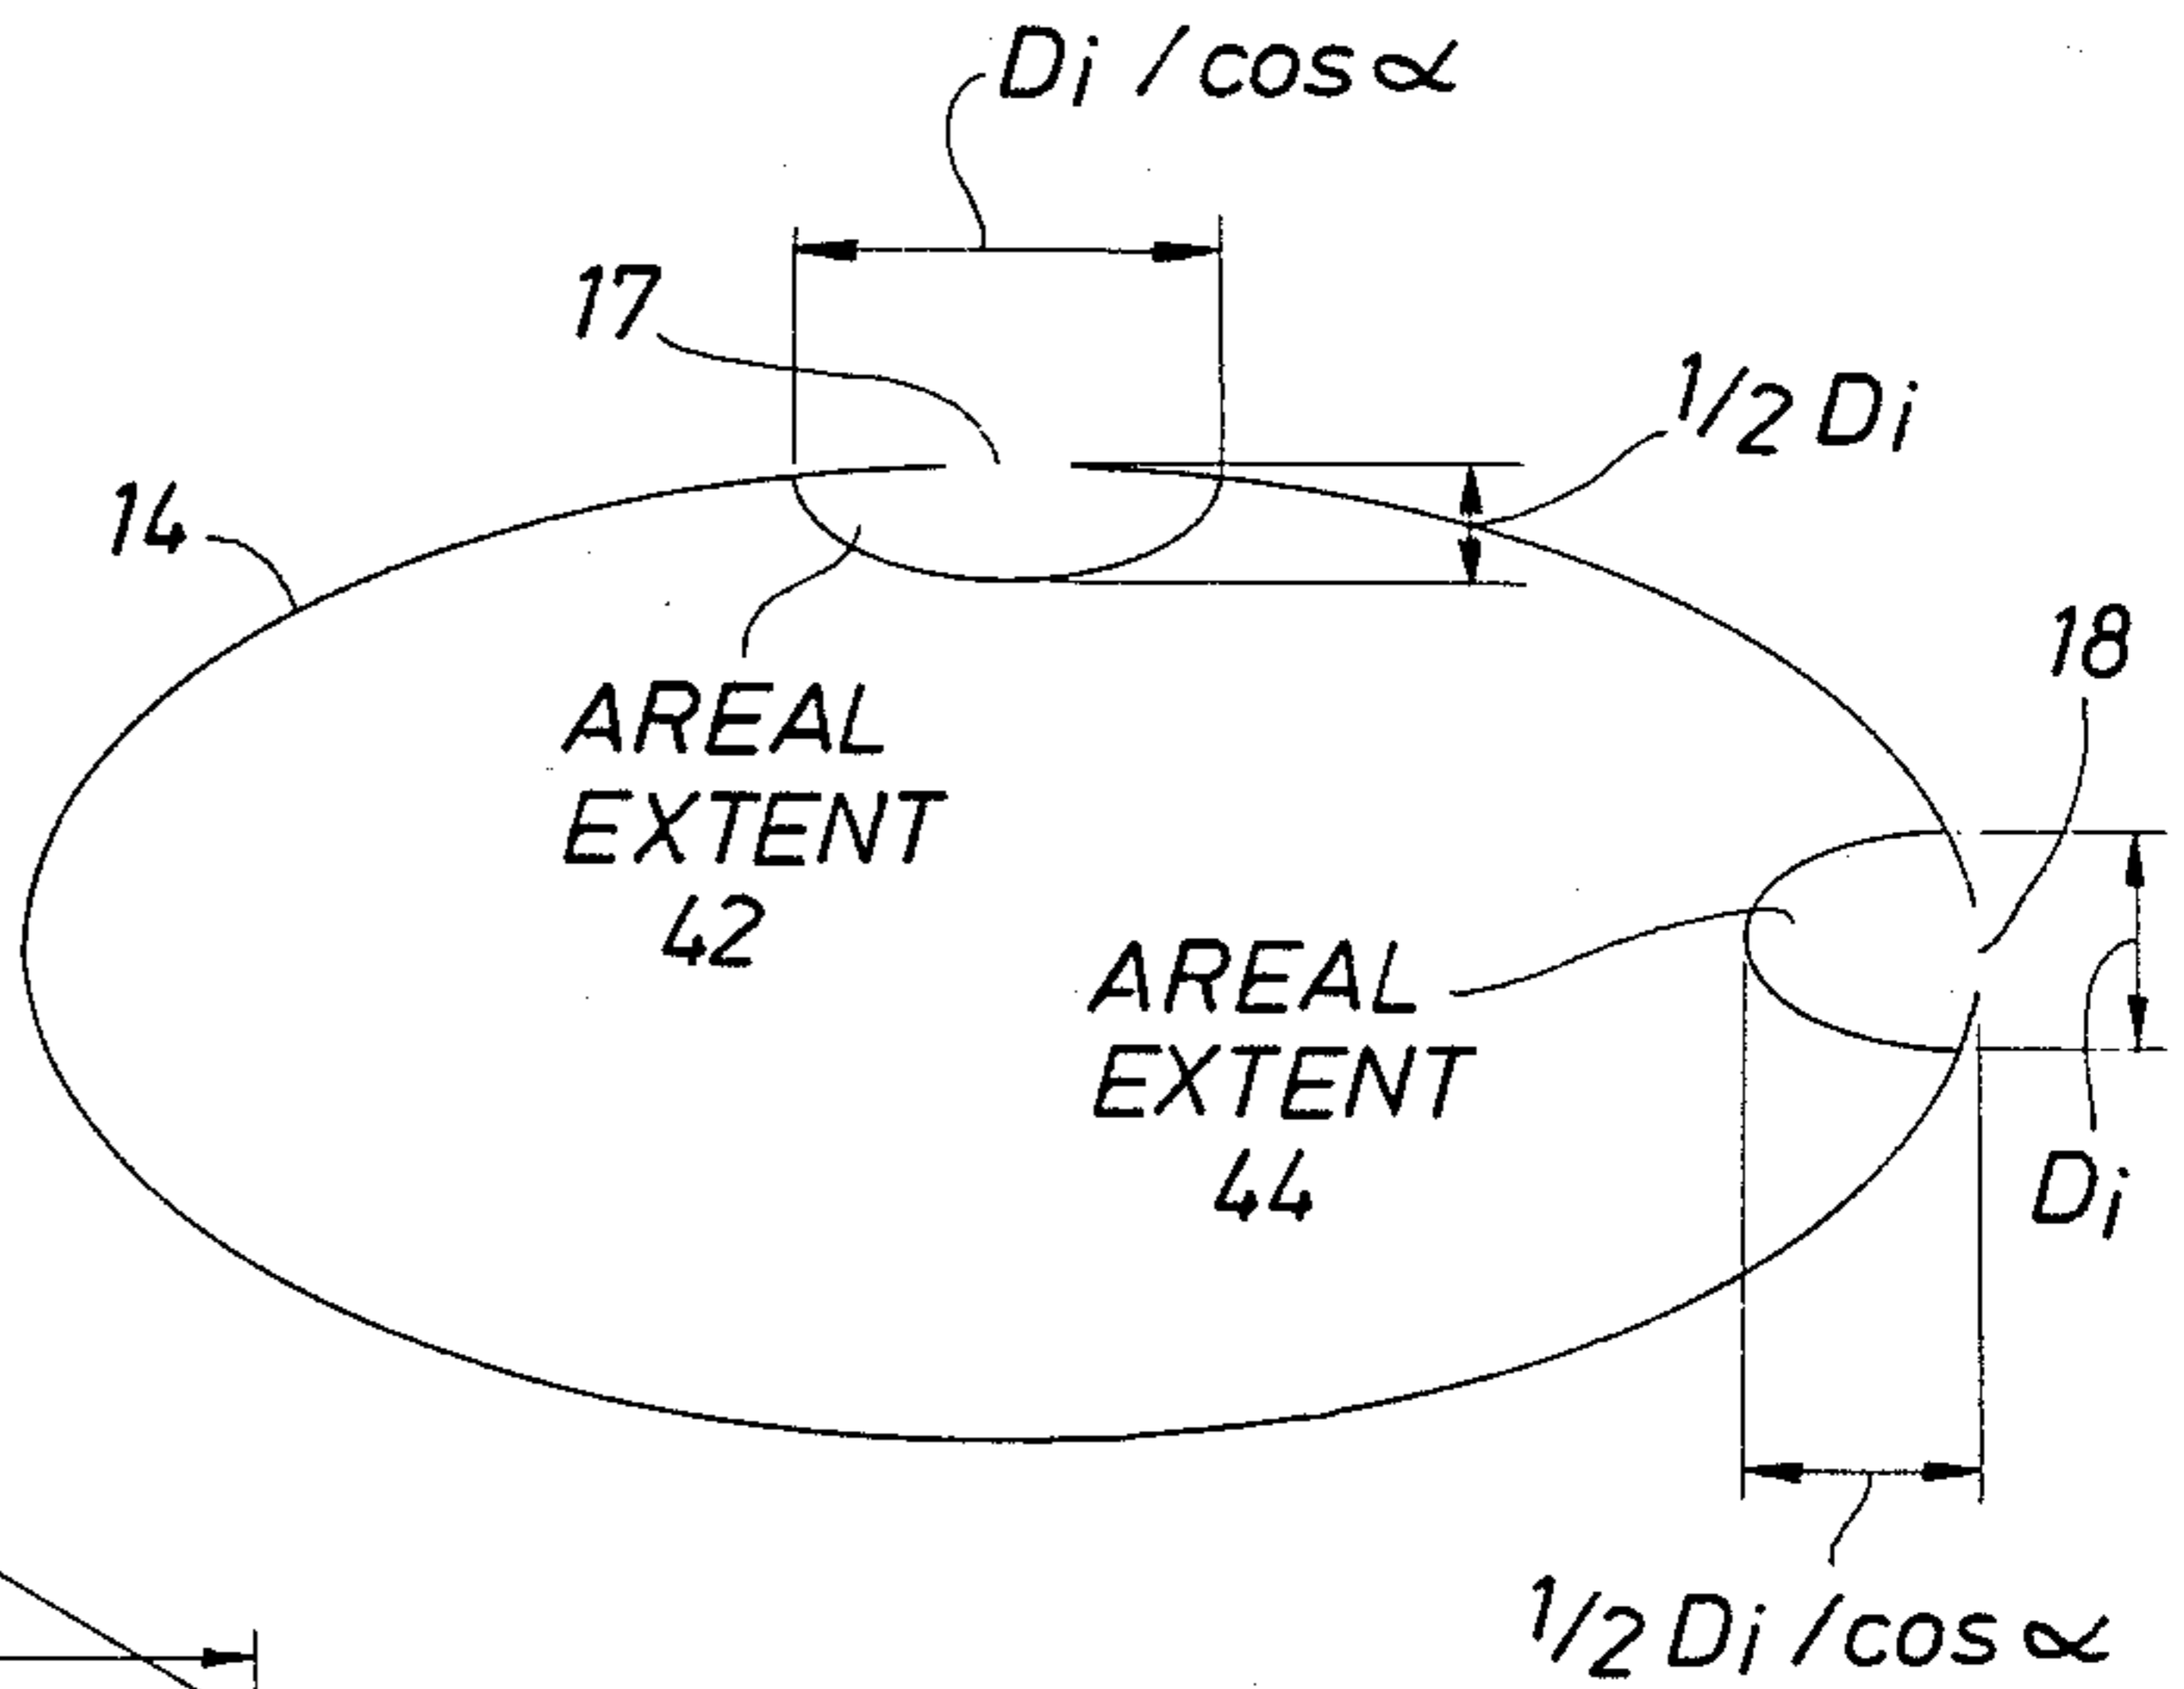 Di / cos α
17
1/2 Di
14
18
AREAL
EXTENT
42
AREAL
EXTENT
44
Di
1/2 Di / cos α